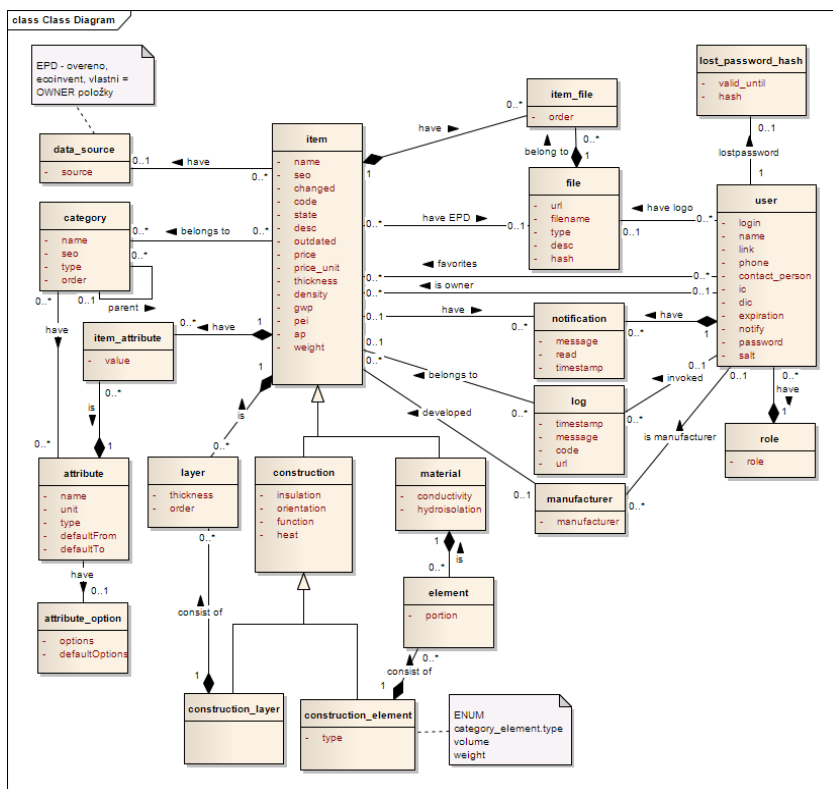 class Class Diagram
EPD - overeno,
ecoinvent, vlastni =
OWNER položky
data_source
- source
category
- name
- seo
- type
- order
item
- name
- seo
- changed
- code
- state
- desc
- outdated
- price
- price_unit
- thickness
- density
- gwp
- pei
- ap
- weight
item_file
- order
file
- url
- filename
- type
- desc
- hash
lost_password_hash
- valid_until
- hash
user
- login
- name
- link
- phone
- contact_person
- ic
- dic
- expiration
- notify
- password
- salt
notification
- message
- read
- timestamp
log
- timestamp
- message
- code
- url
manufacturer
- manufacturer
role
- role
item_attribute
- value
attribute
- name
- unit
- type
- defaultFrom
- defaultTo
attribute_option
- options
- defaultOptions
layer
- thickness
- order
construction
- insulation
- orientation
- function
- heat
material
- conductivity
- hydroisolation
element
- portion
construction_layer
construction_element
- type
ENUM
category_element.type
volume
weight
0..1
have
0..*
0..*
belongs to
0..*
0..*
0..1
parent
have
0..*
0..*
have
1
0..*
is
1
have
0..1
1
is
0..*
0..*
consist of
1
1
have
0..*
0..*
belong to
1
0..*
have EPD
0..1
have logo
0..1
0..*
0..1
lostpassword
1
0..*
favorites
0..*
0..1
is owner
0..*
0..1
have
0..*
have
0..*
1
0..1
belongs to
0..*
invoked
0..1
0..*
0..*
developed
0..1
is manufacturer
0..1
0..*
0..*
have
1
1
is
0..*
0..*
consist of
1